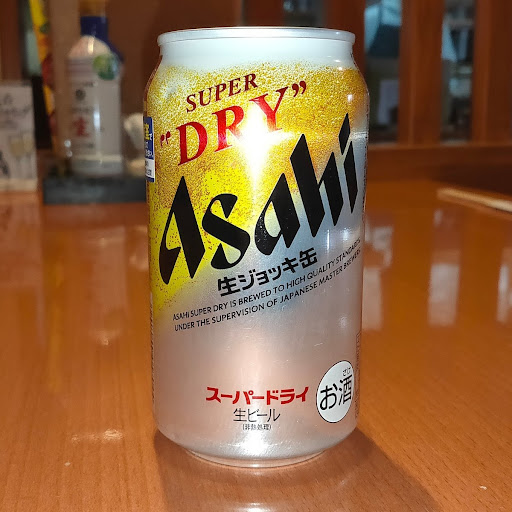 SUPER
"DRY"
Asahi
生ジョッキ缶
ASAHI SUPER DRY IS BREWED TO HIGH QUALITY STANDARDS
UNDER THE SUPERVISION OF JAPANESE MASTER BREWERS
スーパードライ
生ビール
(非熱処理)
さけ
お酒